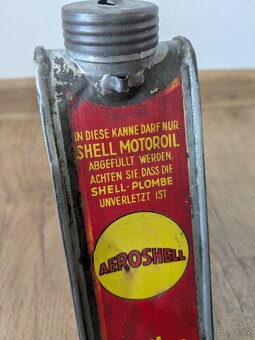 IN DIESE KANNE DARF NUR
SHELL MOTOROIL
ABGEFÜLLT WERDEN.
ACHTEN SIE DASS DIE
SHELL-PLOMBE
UNVERLETZT IST
AEROSHELL